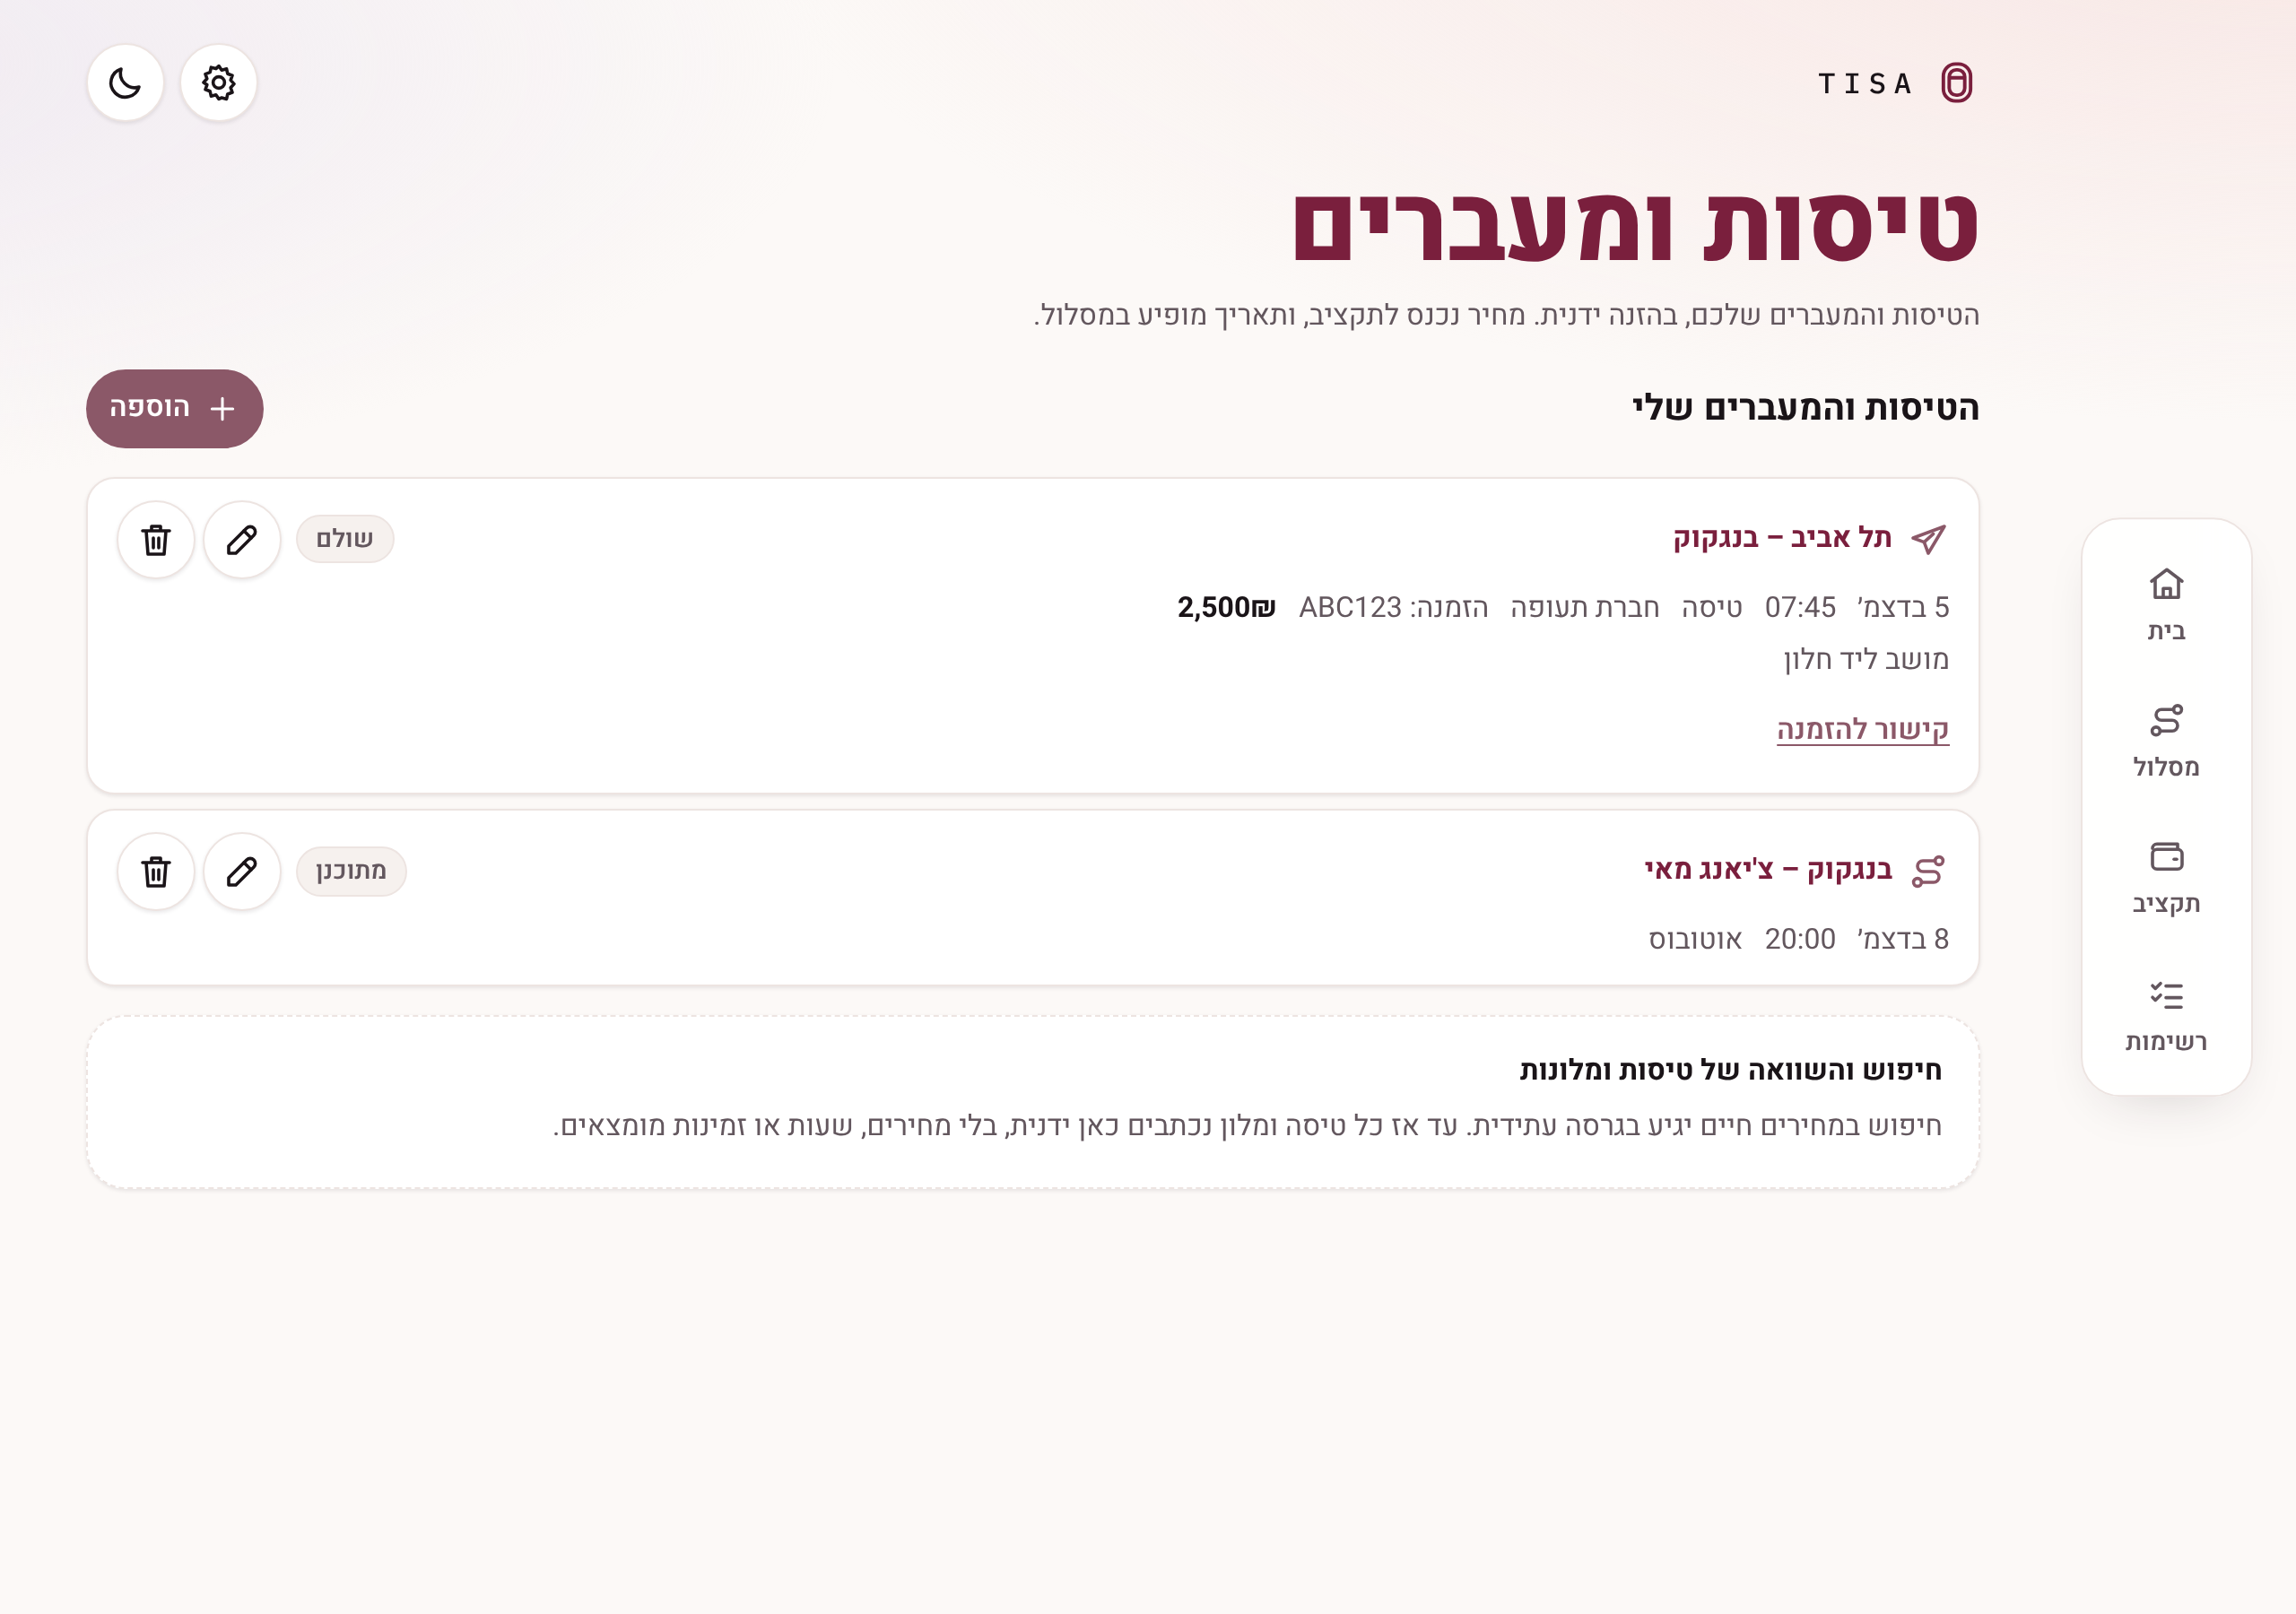 TISA
טיסות ומעברים
הטיסות והמעברים שלכם, בהזנה ידנית. מחיר נכנס לתקציב, ותאריך מופיע במסלול.
הטיסות והמעברים שלי
הוספה
תל אביב – בנגקוק
שולם
5 בדצמ׳ 07:45 טיסה חברת תעופה הזמנה: ABC123 ‏2,500₪
מושב ליד חלון
קישור להזמנה
בנגקוק – צ'יאנג מאי
מתוכנן
8 בדצמ׳ 20:00 אוטובוס
חיפוש והשוואה של טיסות ומלונות
חיפוש במחירים חיים יגיע בגרסה עתידית. עד אז כל טיסה ומלון נכתבים כאן ידנית, בלי מחירים, שעות או זמינות מומצאים.
בית
מסלול
תקציב
רשימות